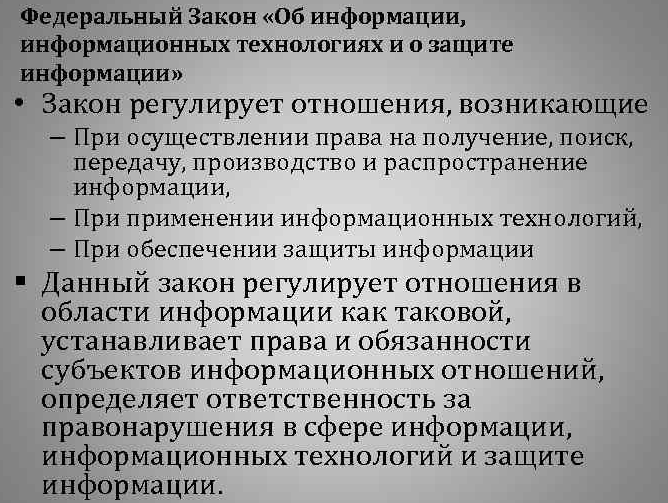 Федеральный Закон «Об информации,
информационных технологиях и о защите
информации»
• Закон регулирует отношения, возникающие
– При осуществлении права на получение, поиск,
передачу, производство и распространение
информации,
– При применении информационных технологий,
– При обеспечении защиты информации
▪ Данный закон регулирует отношения в
области информации как таковой,
устанавливает права и обязанности
субъектов информационных отношений,
определяет ответственность за
правонарушения в сфере информации,
информационных технологий и защите
информации.